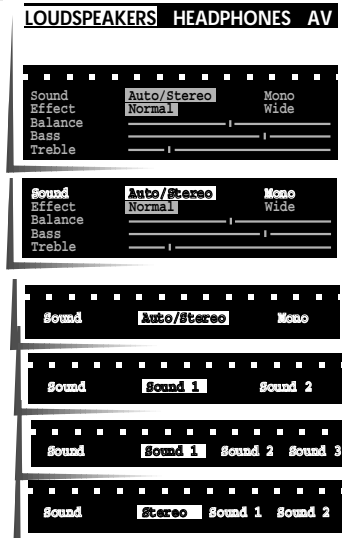 LOUDSPEAKERS HEADPHONES AV
Sound Auto/Stereo Mono
Effect Normal Wide
Balance
Bass
Treble
Sound Auto/Stereo Mono
Effect Normal Wide
Balance
Bass
Treble
Sound Auto/Stereo Mono
Sound Sound 1 Sound 2
Sound Sound 1 Sound 2 Sound 3
Sound Stereo Sound 1 Sound 2